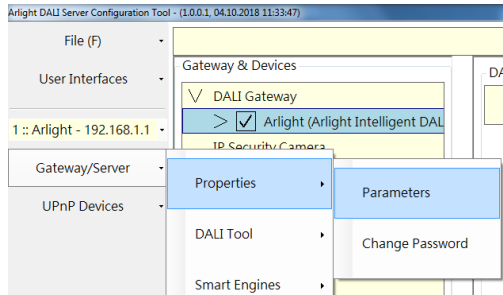 Arlight DALI Server Configuration Tool - (1.0.0.1, 04.10.2018 11:33:47)
File (F)
User Interfaces
1 :: Arlight - 192.168.1.1
Gateway/Server
UPnP Devices
Gateway & Devices
DALI Gateway
Arlight (Arlight Intelligent DAL
IP Security Camera
Properties
DALI Tool
Smart Engines
Parameters
Change Password
DA